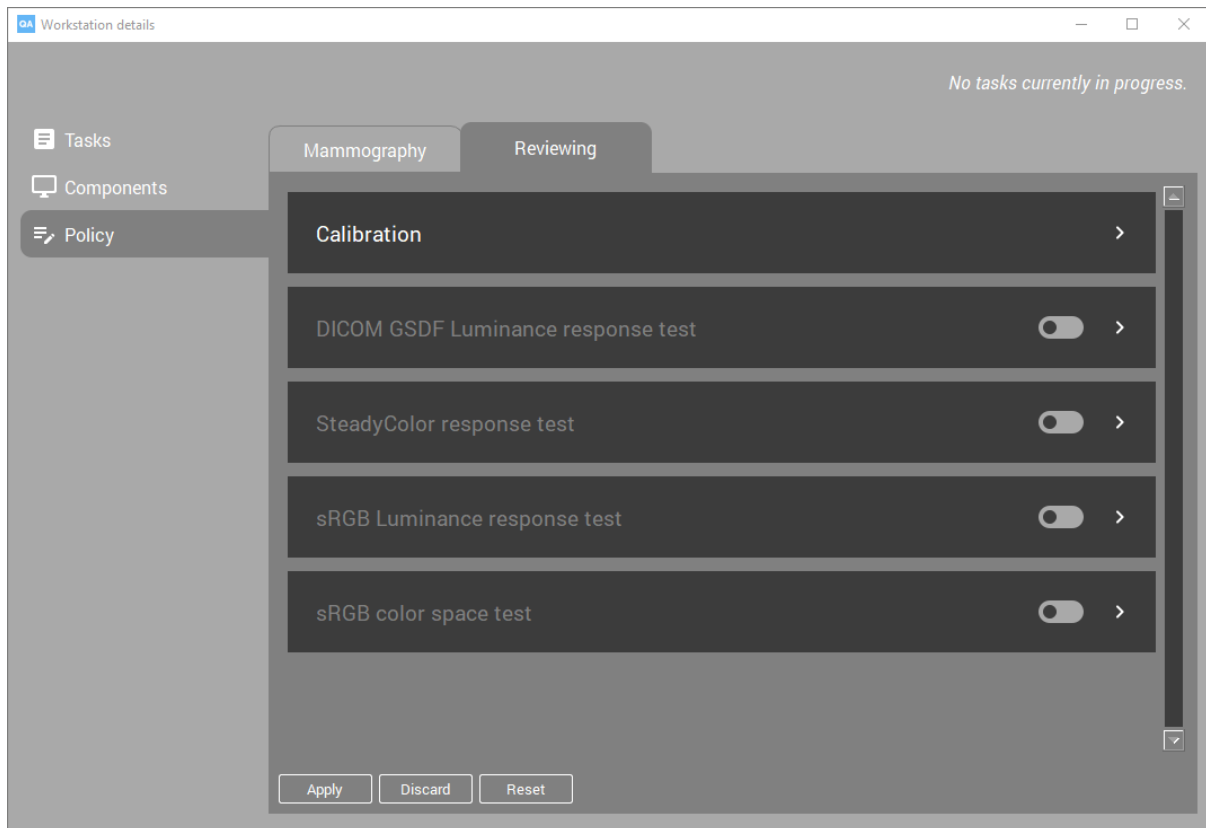 QA Workstation details
No tasks currently in progress.
Tasks
Components
Policy
Mammography
Reviewing
Calibration
DICOM GSDF Luminance response test
SteadyColor response test
sRGB Luminance response test
sRGB color space test
Apply
Discard
Reset